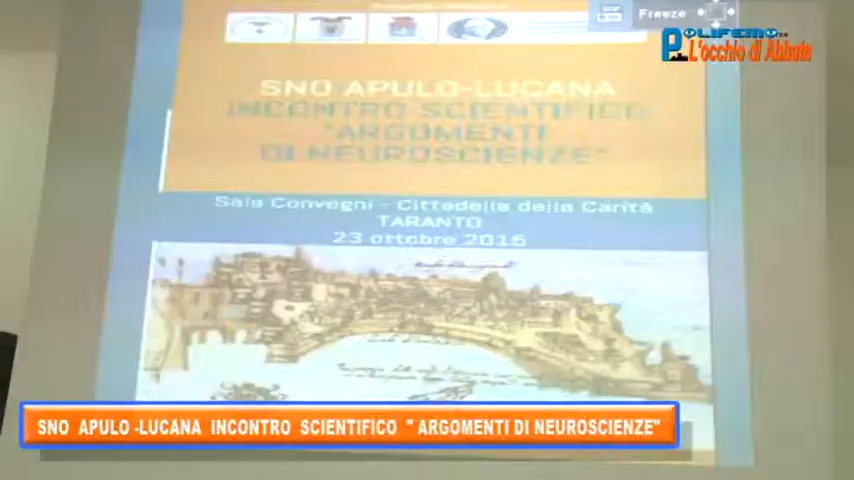 Freeze
POLIFEMO
L'occhio di Abbate
SNO APULO-LUCANA
INCONTRO SCIENTIFICO
"ARGOMENTI
DI NEUROSCIENZE"
Sala Convegni - Cittadella della Carità
TARANTO
23 ottobre 2015
SNO APULO -LUCANA INCONTRO SCIENTIFICO " ARGOMENTI DI NEUROSCIENZE"